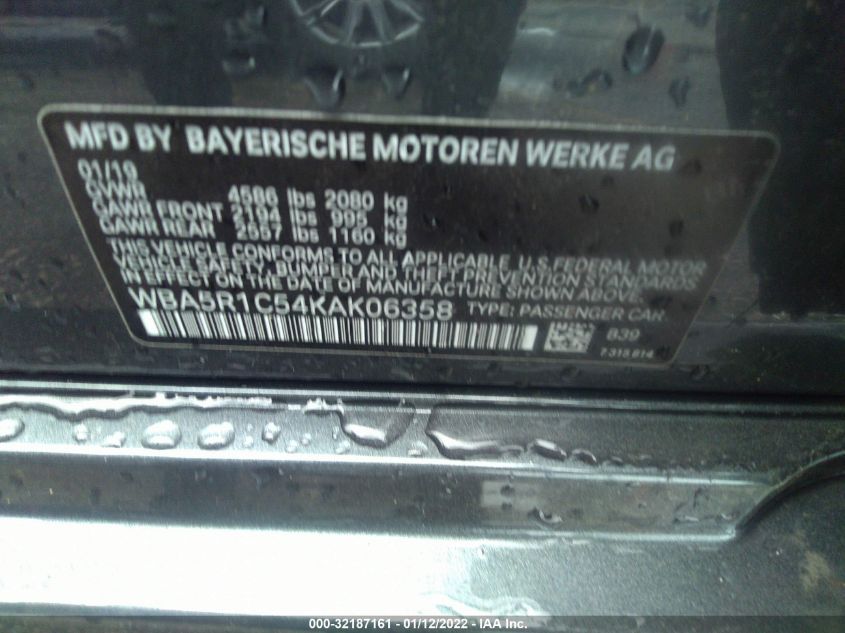 MFD BY BAYERISCHE MOTOREN WERKE AG
01/19
GVWR 4586 lbs 2080 kg
GAWR FRONT 2194 lbs 995 kg
GAWR REAR 2557 lbs 1160 kg
THIS VEHICLE CONFORMS TO ALL APPLICABLE U.S. FEDERAL MOTOR
VEHICLE SAFETY, BUMPER AND THEFT PREVENTION STANDARDS
IN EFFECT ON THE DATE OF MANUFACTURE SHOWN ABOVE.
WBA5R1C54KAK06358 TYPE: PASSENGER CAR
B39
7 315 814
000-32187161 - 01/12/2022 - IAA Inc.